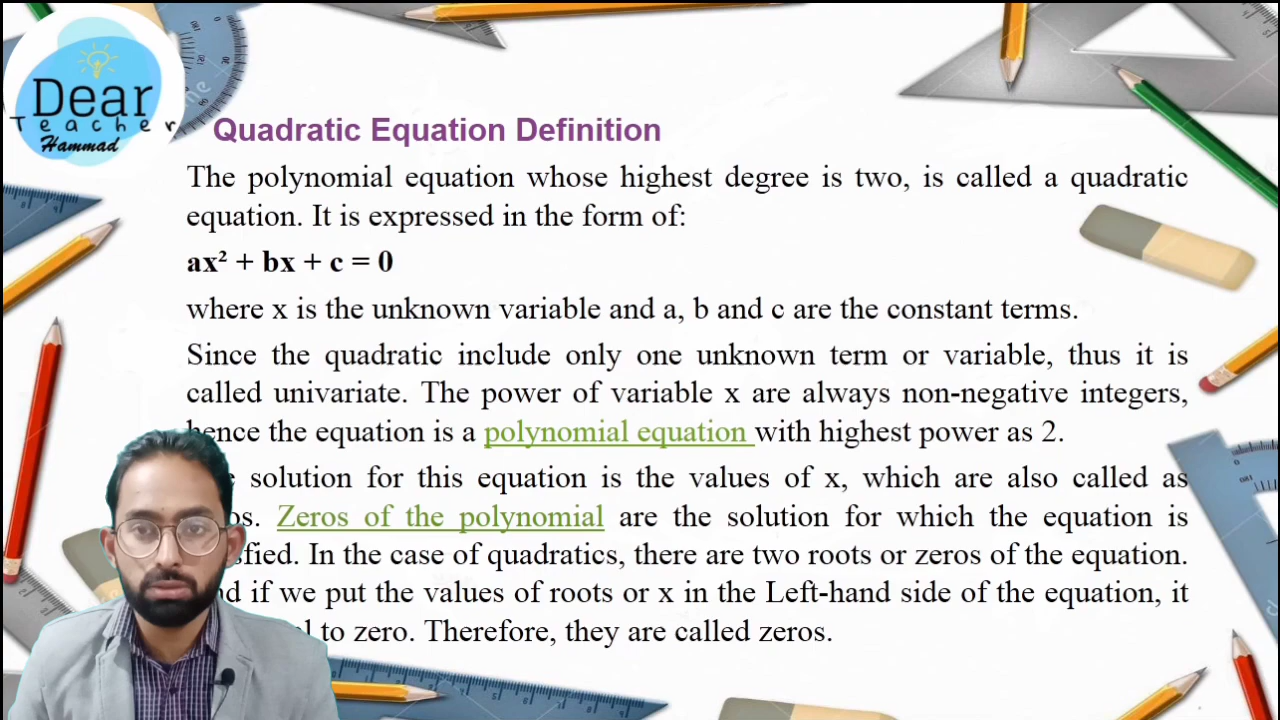 Dear
Teacher
Hammad
Quadratic Equation Definition
The polynomial equation whose highest degree is two, is called a quadratic
equation. It is expressed in the form of:
ax² + bx + c = 0
where x is the unknown variable and a, b and c are the constant terms.
Since the quadratic include only one unknown term or variable, thus it is
called univariate. The power of variable x are always non-negative integers,
hence the equation is a polynomial equation with highest power as 2.
solution for this equation is the values of x, which are also called as
Zeros of the polynomial are the solution for which the equation is
In the case of quadratics, there are two roots or zeros of the equation.
if we put the values of roots or x in the Left-hand side of the equation, it
to zero. Therefore, they are called zeros.